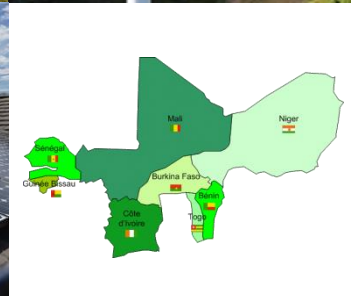 Mali
Niger
Sénégal
Burkina Faso
Guinée Bissau
Bénin
Côte
d'Ivoire
Togo